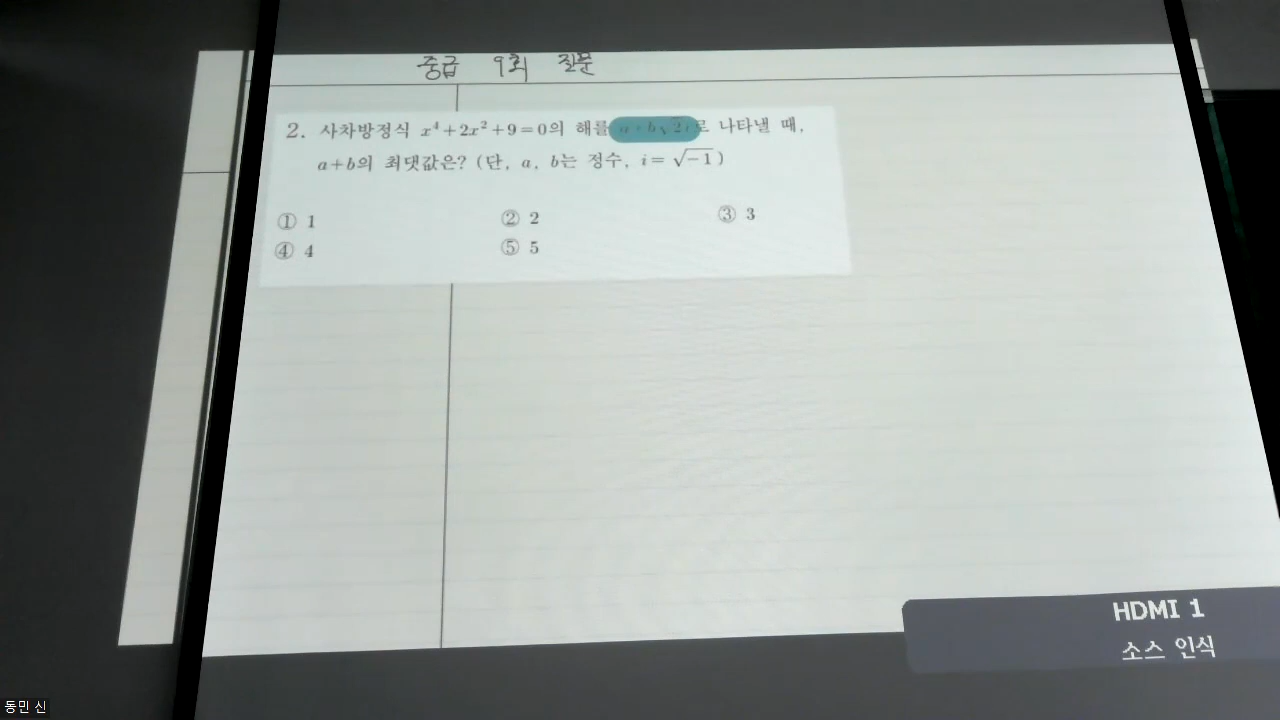 중급 9회 질문
2. 사차방정식 x⁴+2x²+9=0의 해를 a+b√2i로 나타낼 때,
a+b의 최댓값은? (단, a, b는 정수, i=√-1)
① 1 ② 2 ③ 3
④ 4 ⑤ 5
HDMI 1
소스 인식
동민 신